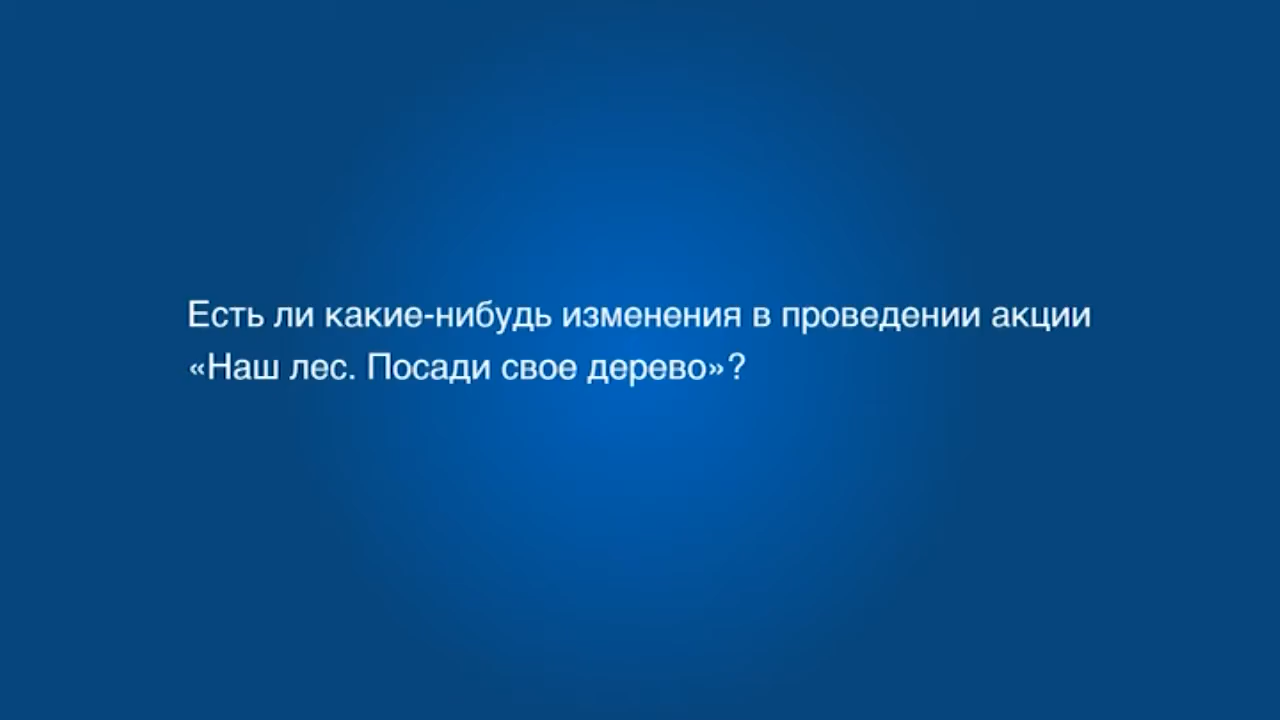 Есть ли какие-нибудь изменения в проведении акции
«Наш лес. Посади свое дерево»?